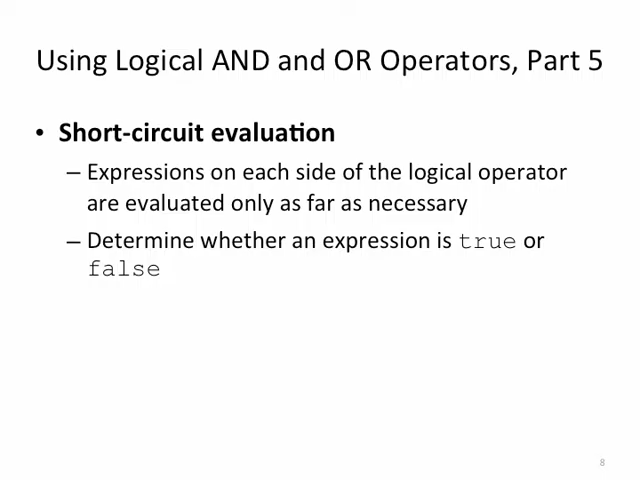 Using Logical AND and OR Operators, Part 5
• Short-circuit evaluation
– Expressions on each side of the logical operator
are evaluated only as far as necessary
– Determine whether an expression is true or
false
8